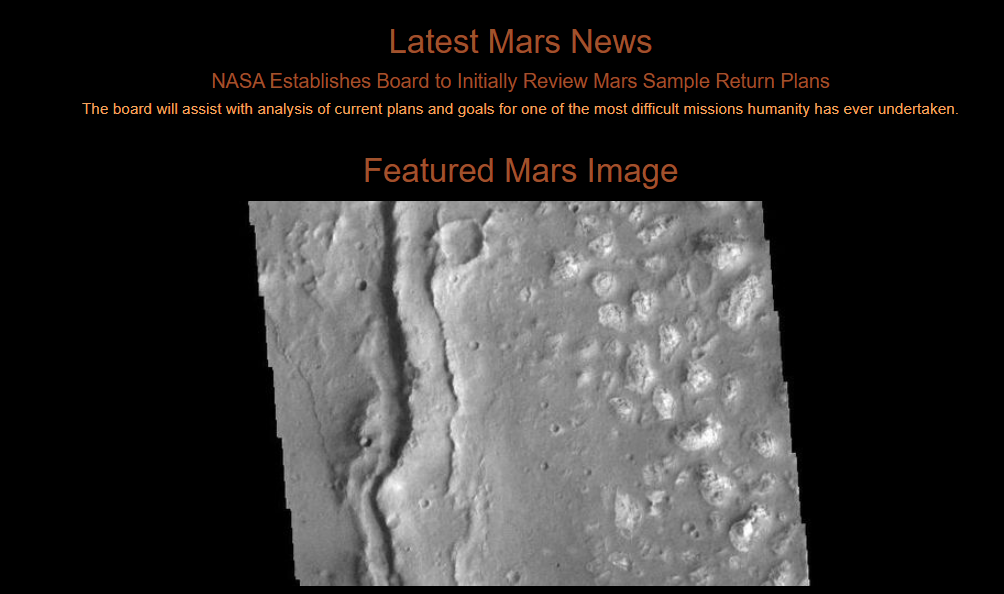 Latest Mars News
NASA Establishes Board to Initially Review Mars Sample Return Plans
The board will assist with analysis of current plans and goals for one of the most difficult missions humanity has ever undertaken.
Featured Mars Image